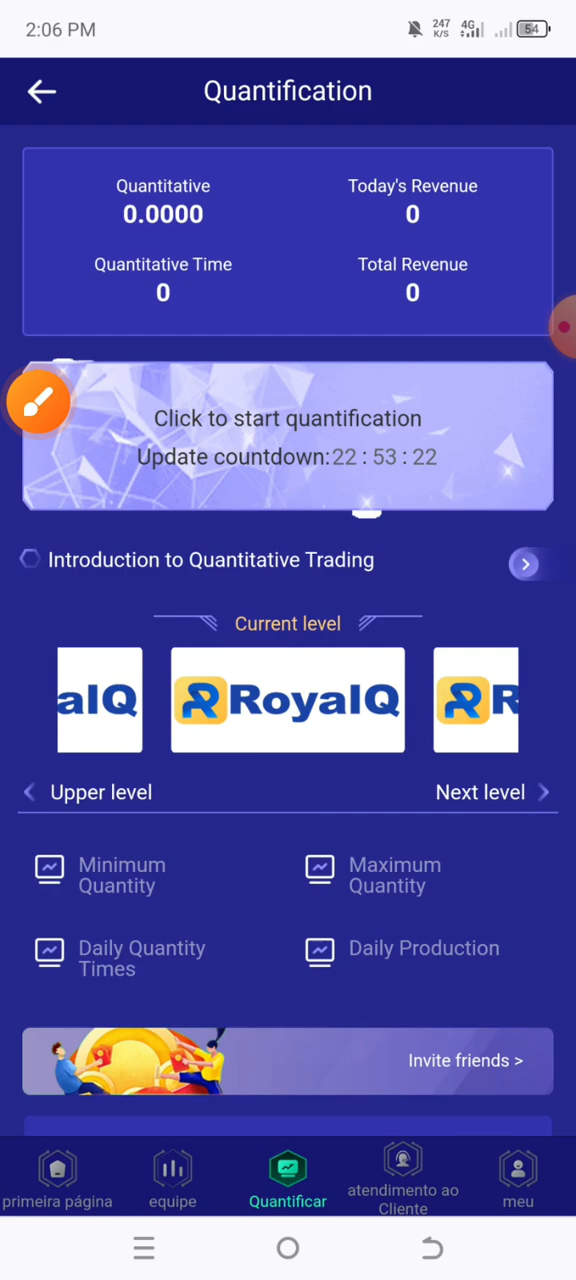 2:06 PM
247
K/S
4G
54
Quantification
Quantitative
Today's Revenue
0.0000
0
Quantitative Time
Total Revenue
0
0
Click to start quantification
Update countdown:22 : 53 : 22
Introduction to Quantitative Trading
Current level
alQ
RoyalQ
R
Upper level
Next level
Minimum
Quantity
Maximum
Quantity
Daily Quantity
Times
Daily Production
Invite friends >
primeira página
equipe
Quantificar
atendimento ao
Cliente
meu